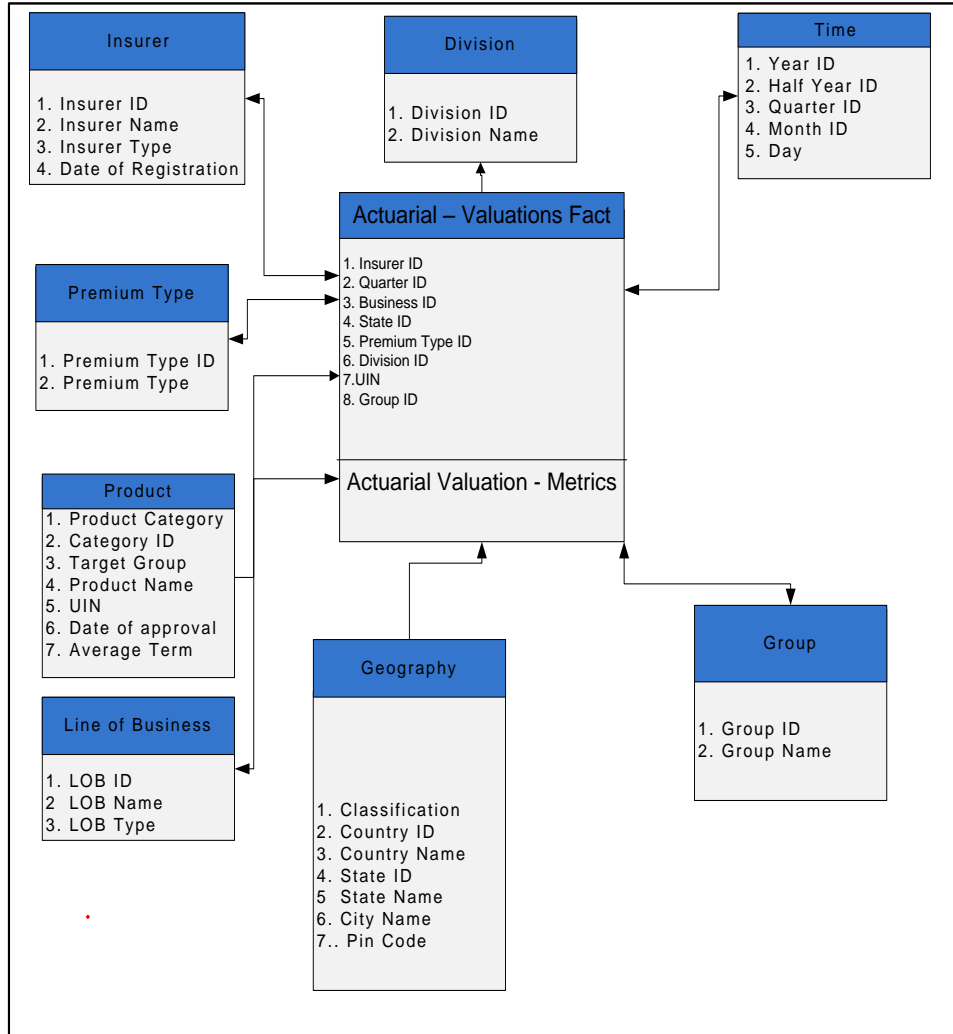 Insurer
1. Insurer ID
2. Insurer Name
3. Insurer Type
4. Date of Registration
Division
1. Division ID
2. Division Name
Time
1. Year ID
2. Half Year ID
3. Quarter ID
4. Month ID
5. Day
Actuarial – Valuations Fact
1. Insurer ID
2. Quarter ID
3. Business ID
4. State ID
5. Premium Type ID
6. Division ID
7.UIN
8. Group ID
Actuarial Valuation - Metrics
Premium Type
1. Premium Type ID
2. Premium Type
Product
1. Product Category
2. Category ID
3. Target Group
4. Product Name
5. UIN
6. Date of approval
7. Average Term
Line of Business
1. LOB ID
2 LOB Name
3. LOB Type
Geography
1. Classification
2. Country ID
3. Country Name
4. State ID
5 State Name
6. City Name
7.. Pin Code
Group
1. Group ID
2. Group Name